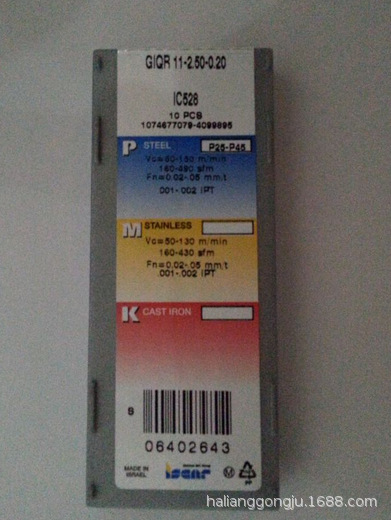 GIQR 11-2.50-0.20
IC528
10 PCB
1074677079-4099895
P STEEL P25-P45
Vc=50-150 m/min
160-490 sfm
Fn=0.02-.05 mm/t
.001-.002 IPT
M STAINLESS
Vc=50-130 m/min
160-430 sfm
Fn=0.02-.05 mm/t
.001-.002 IPT
K CAST IRON
S
06402643
MADE IN
ISRAEL
iscar
M
PP
haliangongju.1688.com